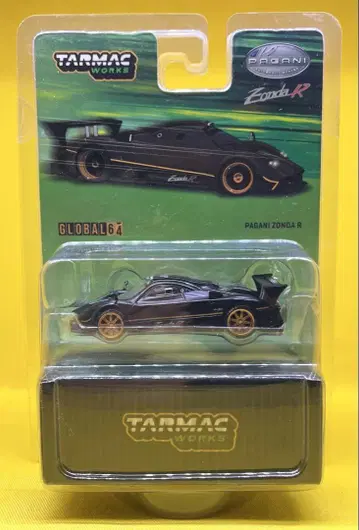 TARMAC
WORKS
PAGANI
Zonda R
Zonda R
GLOBAL64
PAGANI ZONDA R
TARMAC
WORKS